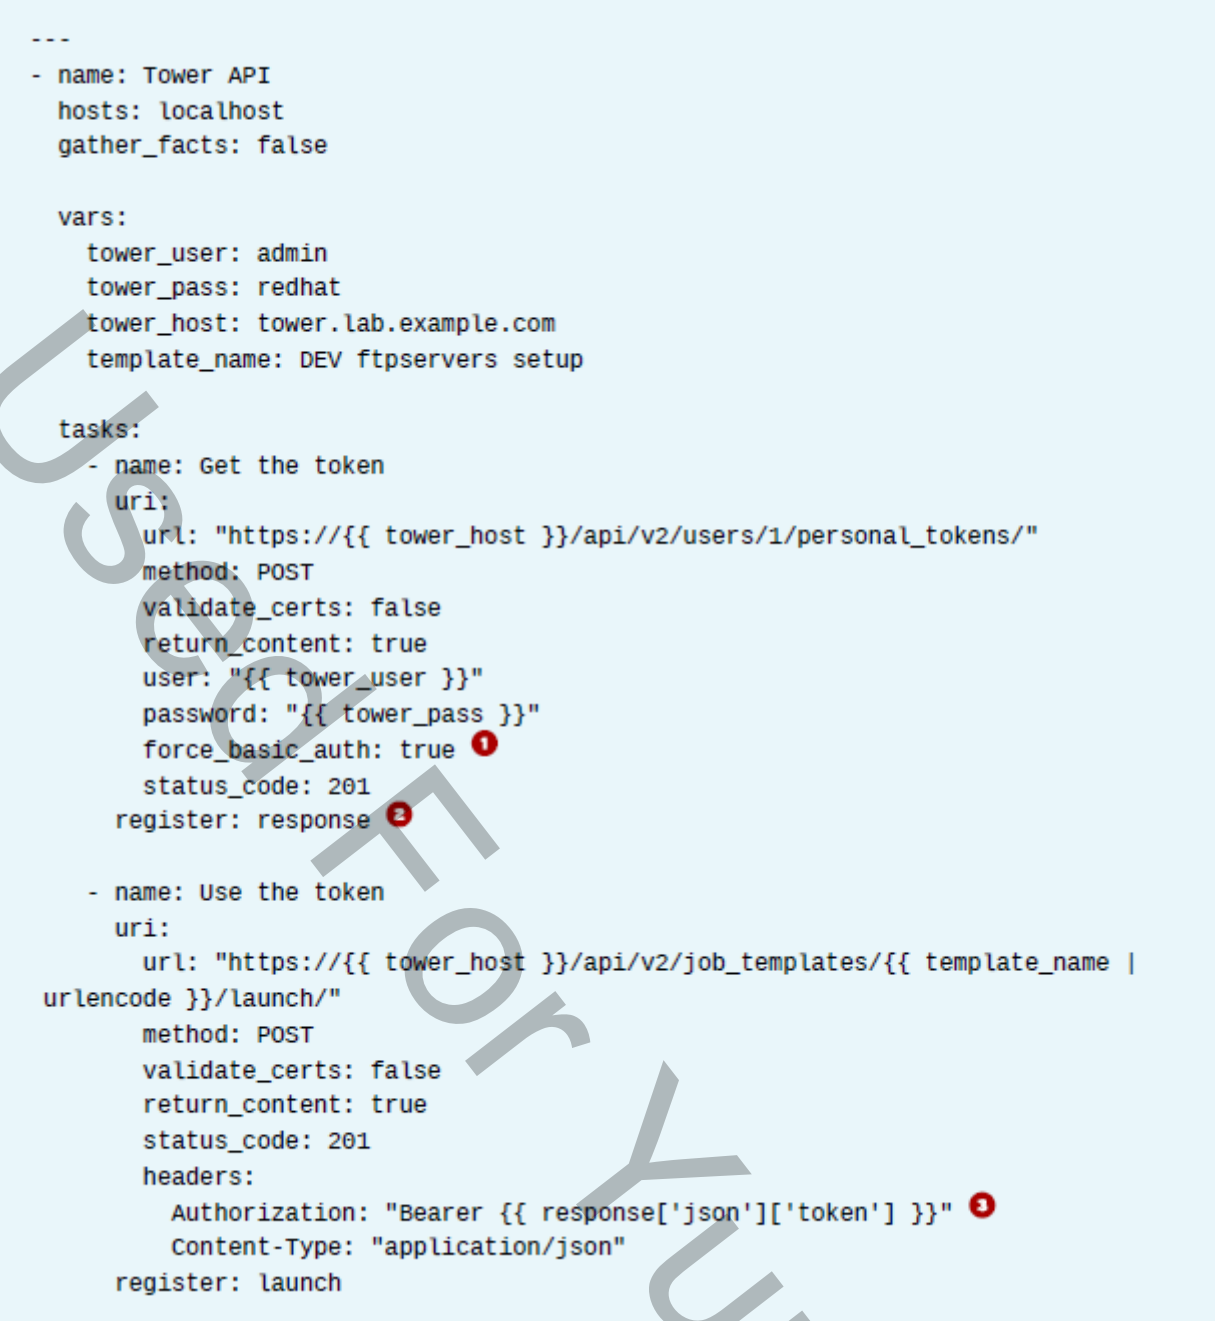 ---
- name: Tower API
  hosts: localhost
  gather_facts: false

  vars:
    tower_user: admin
    tower_pass: redhat
    tower_host: tower.lab.example.com
    template_name: DEV ftpservers setup

  tasks:
    - name: Get the token
      uri:
        url: "https://{{ tower_host }}/api/v2/users/1/personal_tokens/"
        method: POST
        validate_certs: false
        return_content: true
        user: "{{ tower_user }}"
        password: "{{ tower_pass }}"
        force_basic_auth: true 1
        status_code: 201
      register: response 2

    - name: Use the token
      uri:
        url: "https://{{ tower_host }}/api/v2/job_templates/{{ template_name |
 urlencode }}/launch/"
        method: POST
        validate_certs: false
        return_content: true
        status_code: 201
        headers:
          Authorization: "Bearer {{ response['json']['token'] }}" 3
          Content-Type: "application/json"
      register: launch
Used For Yu